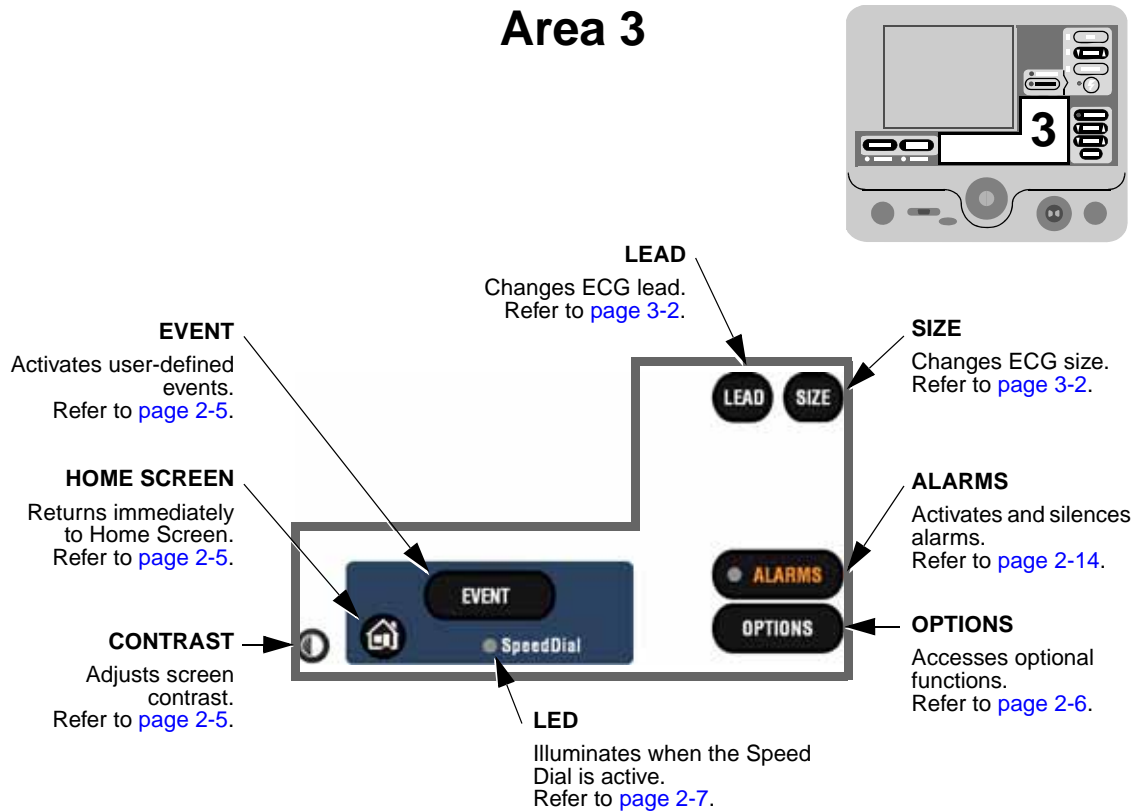 Area 3
3
LEAD
Changes ECG lead.
Refer to page 3-2.
EVENT
Activates user-defined
events.
Refer to page 2-5.
SIZE
Changes ECG size.
Refer to page 3-2.
LEAD
SIZE
HOME SCREEN
Returns immediately
to Home Screen.
Refer to page 2-5.
ALARMS
Activates and silences
alarms.
Refer to page 2-14.
ALARMS
EVENT
OPTIONS
SpeedDial
CONTRAST
Adjusts screen
contrast.
Refer to page 2-5.
OPTIONS
Accesses optional
functions.
Refer to page 2-6.
LED
Illuminates when the Speed
Dial is active.
Refer to page 2-7.